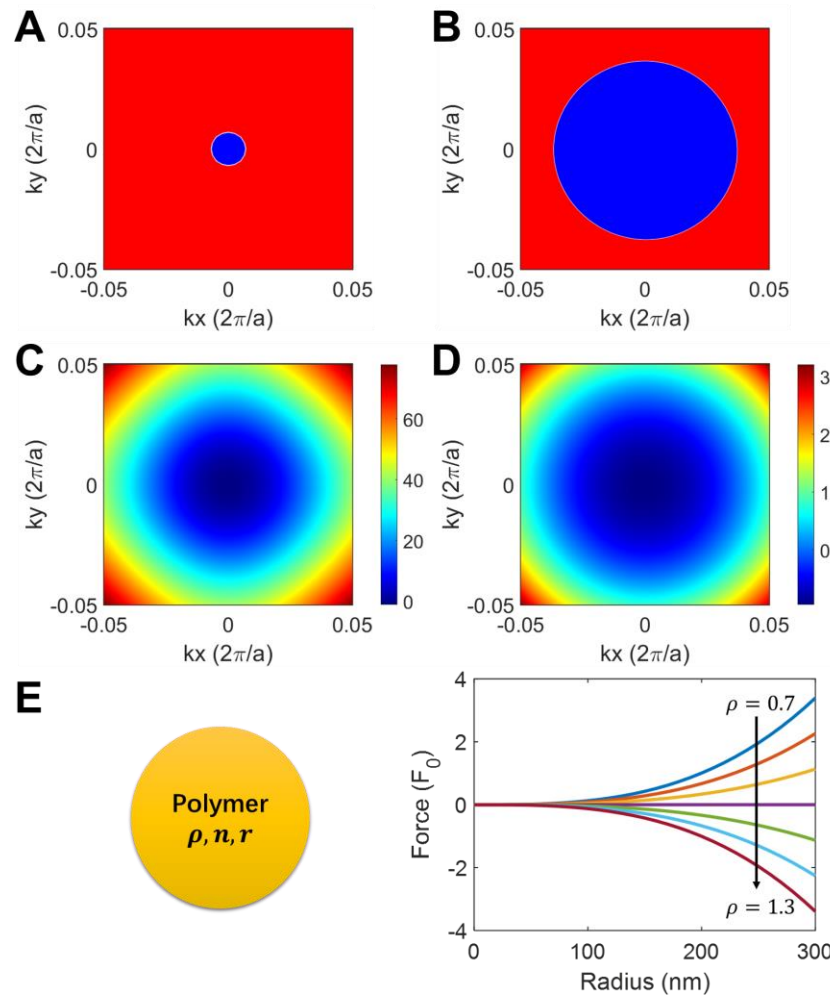 A
0.05
0
-0.05
ky (2π/a)
-0.05 0 0.05
kx (2π/a)
B
0.05
0
-0.05
ky (2π/a)
-0.05 0 0.05
kx (2π/a)
C
0.05
0
-0.05
ky (2π/a)
-0.05 0 0.05
kx (2π/a)
60
40
20
0
D
0.05
0
-0.05
ky (2π/a)
-0.05 0 0.05
kx (2π/a)
3
2
1
0
E
Polymer
ρ, n, r
4
2
0
-2
-4
Force (F₀)
ρ = 0.7
ρ = 1.3
0 100 200 300
Radius (nm)